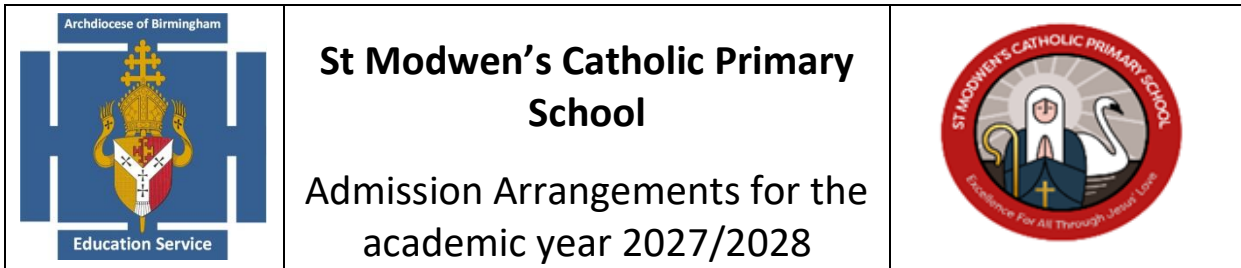 Archdiocese of Birmingham
Education Service
St Modwen’s Catholic Primary
School
Admission Arrangements for the
academic year 2027/2028
ST MODWEN'S CATHOLIC PRIMARY SCHOOL
Excellence For All Through Jesus' Love